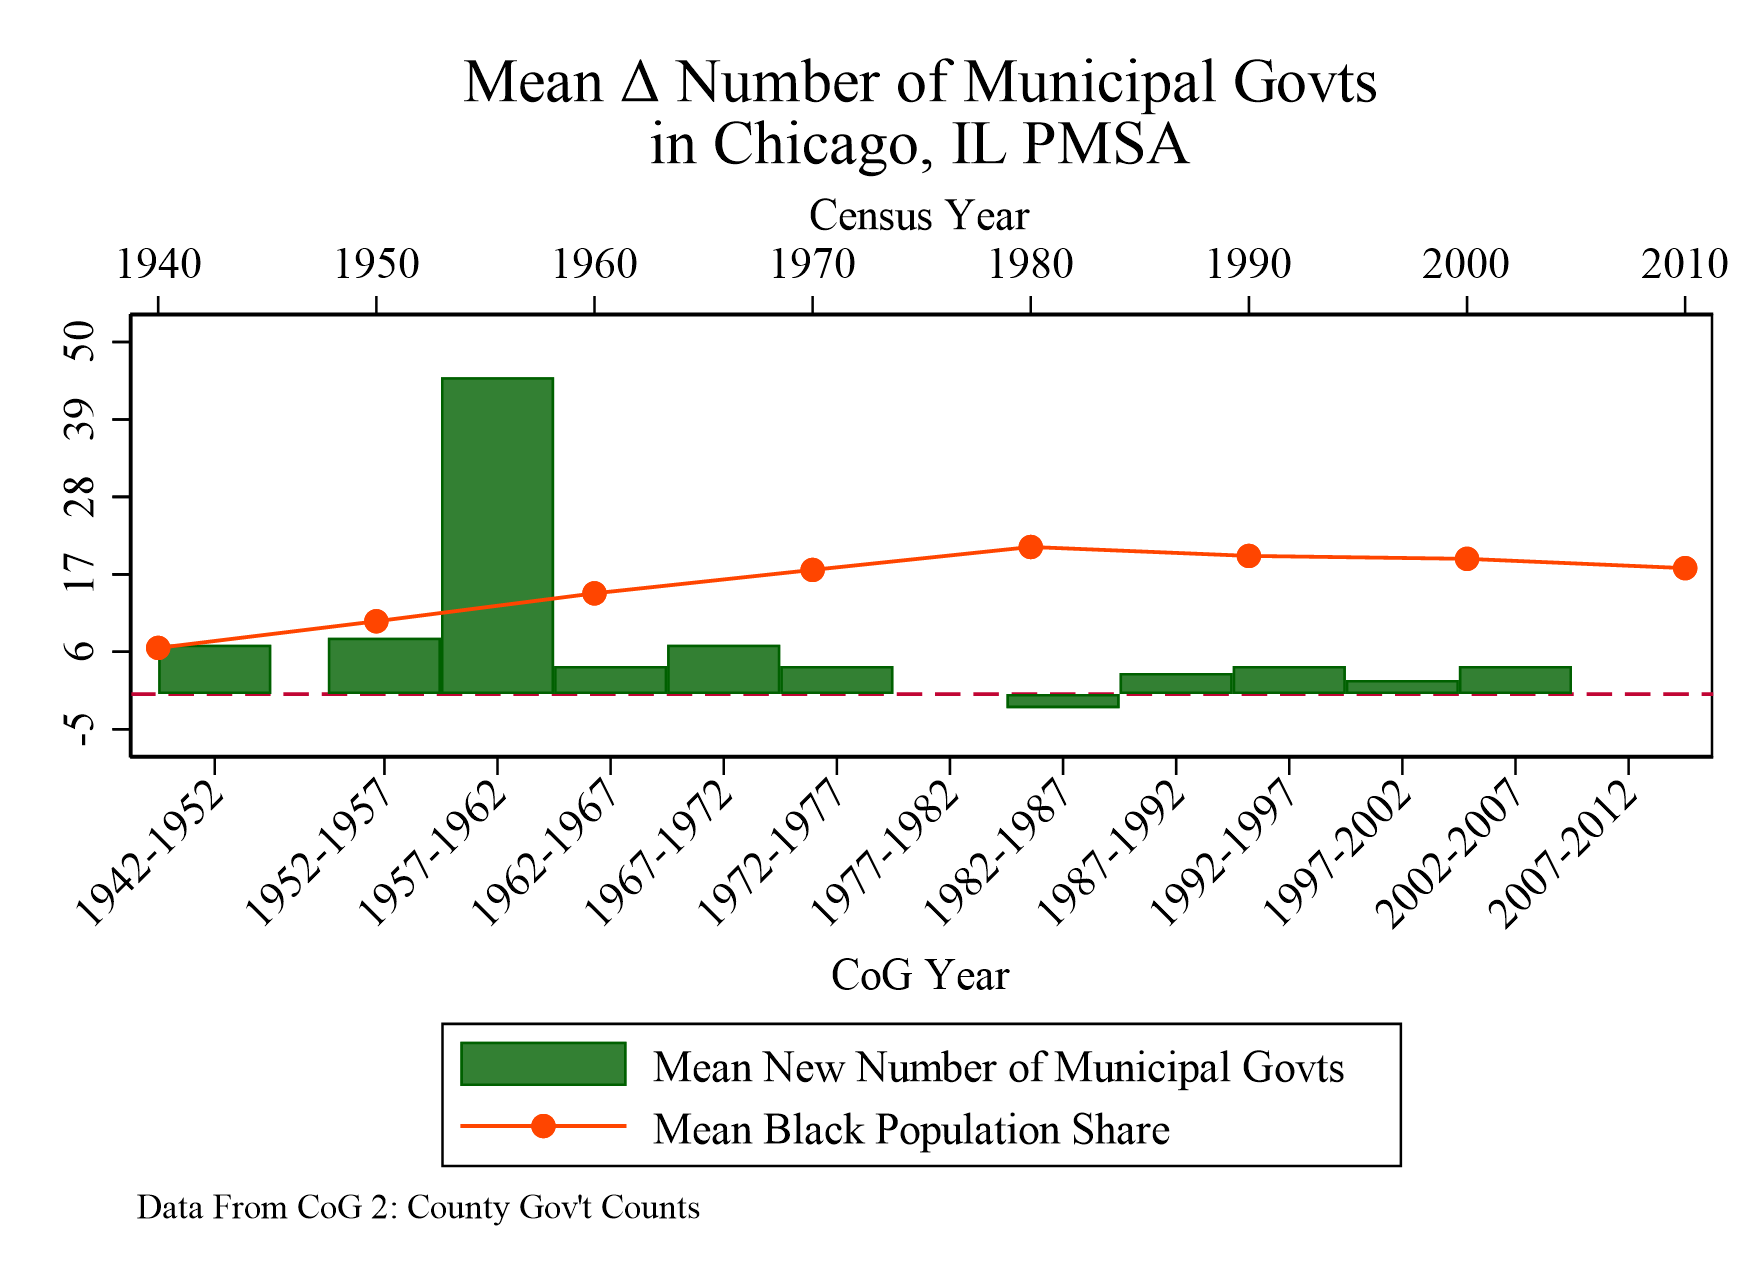 Mean Δ Number of Municipal Govts
in Chicago, IL PMSA
Census Year
1940 1950 1960 1970 1980 1990 2000 2010
50
39
28
17
6
-5
1942-1952 1952-1957 1957-1962 1962-1967 1967-1972 1972-1977 1977-1982 1982-1987 1987-1992 1992-1997 1997-2002 2002-2007 2007-2012
CoG Year
Mean New Number of Municipal Govts
Mean Black Population Share
Data From CoG 2: County Gov't Counts